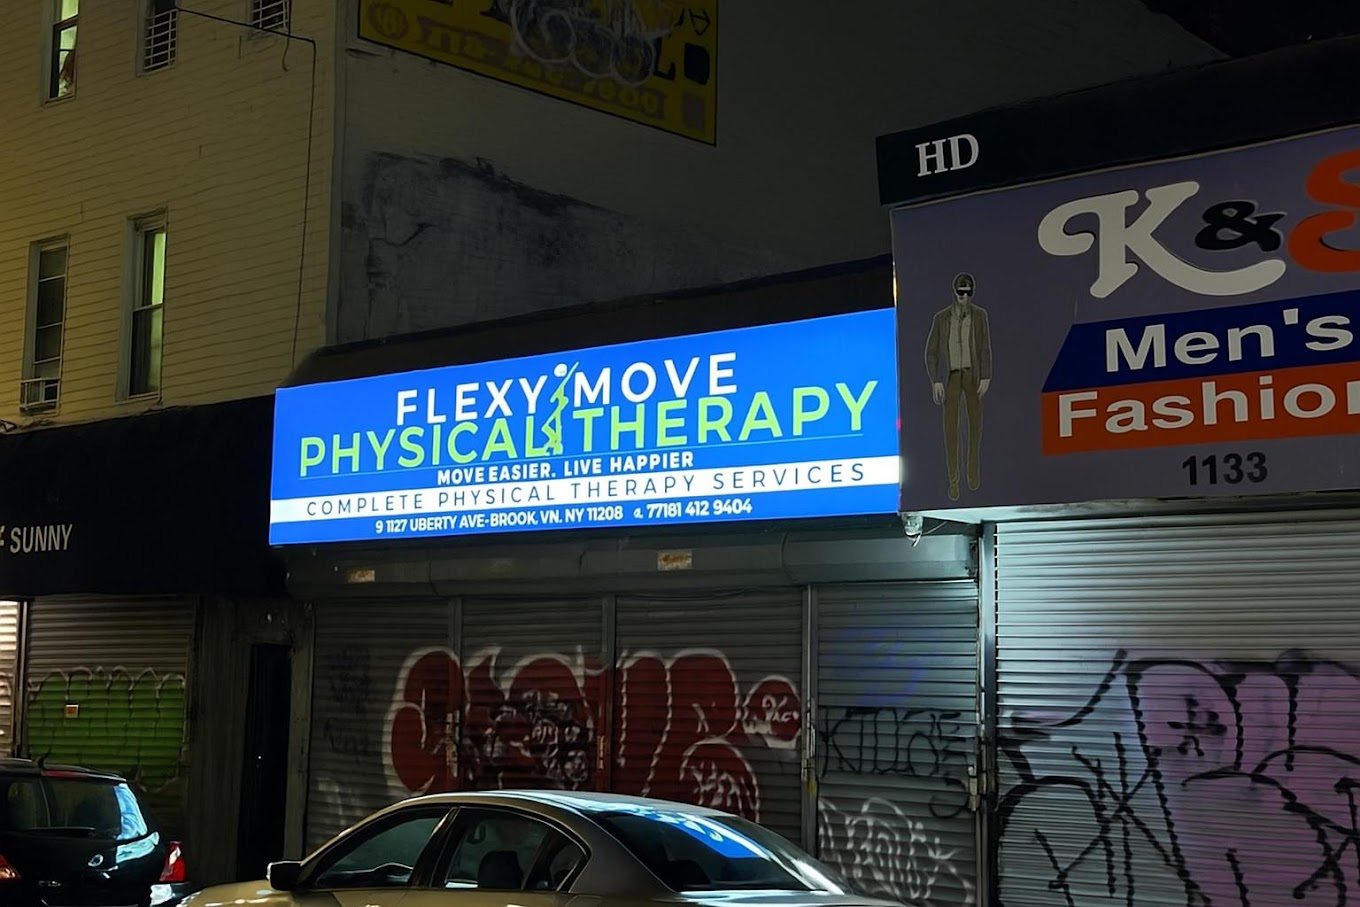 HD
K&
Men's
Fashion
1133
FLEXY MOVE
PHYSICAL THERAPY
MOVE EASIER. LIVE HAPPIER
COMPLETE PHYSICAL THERAPY SERVICES
9 1127 UBERTY AVE-BROOK, VN. NY 11208 77181 412 9404
SUNNY